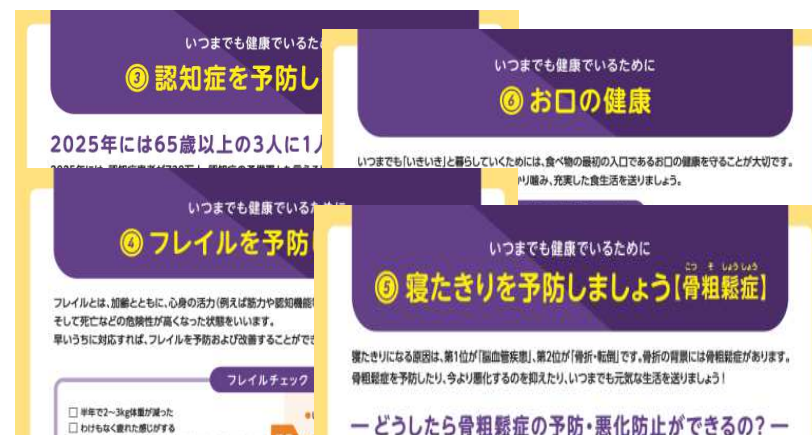 いつまでも健康でいるため
③ 認知症を予防し
2025年には65歳以上の3人に1人
いつまでも健康でいるために
⑥ お口の健康
いつまでも「いきいき」と暮らしていくためには、食べ物の最初の入口であるお口の健康を守ることが大切です。
り噛み、充実した食生活を送りましょう。
いつまでも健康でいるために
④ フレイルを予防
フレイルとは、加齢とともに、心身の活力（例えば筋力や認知機能
そして死亡などの危険性が高くなった状態をいいます。
早いうちに対応すれば、フレイルを予防および改善することができ
フレイルチェック
□ 半年で2～3kg体重が減った
□ わけもなく疲れた感じがする
いつまでも健康でいるために
こつ そ しょうしょう
⑤ 寝たきりを予防しましょう【骨粗鬆症】
寝たきりになる原因は、第1位が「脳血管疾患」、第2位が「骨折・転倒」です。骨折の背景には骨粗鬆症があります。
骨粗鬆症を予防したり、今より悪化するのを抑えたり、いつまでも元気な生活を送りましょう！
ー どうしたら骨粗鬆症の予防・悪化防止ができるの？ ー